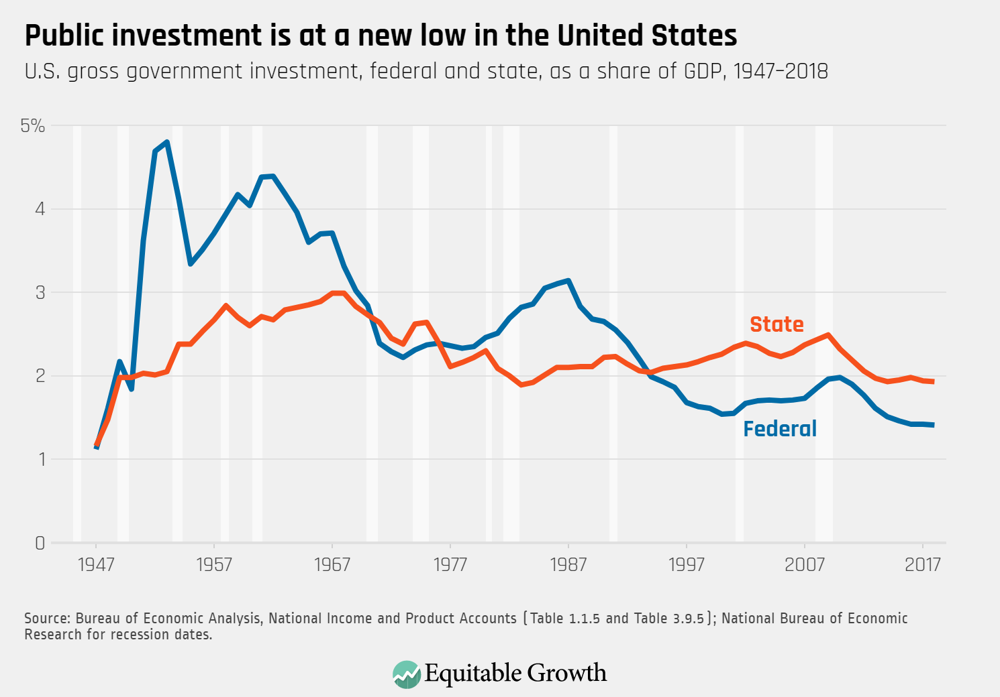 Public investment is at a new low in the United States
U.S. gross government investment, federal and state, as a share of GDP, 1947–2018
5%
4
3
2
1
0
State
Federal
1947 1957 1967 1977 1987 1997 2007 2017
Source: Bureau of Economic Analysis, National Income and Product Accounts (Table 1.1.5 and Table 3.9.5); National Bureau of Economic
Research for recession dates.
Equitable Growth